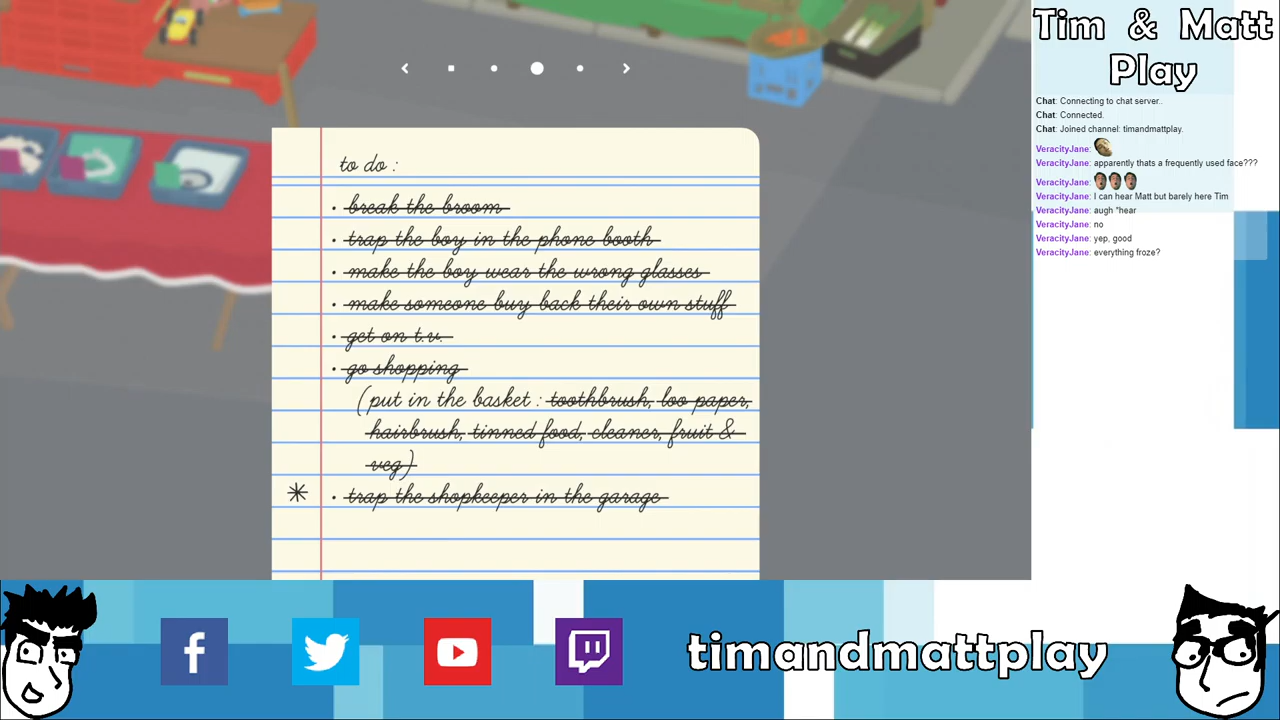 to do :
• break the broom
• trap the boy in the phone booth
• make the boy wear the wrong glasses
• make someone buy back their own stuff
• get on t.v.
• go shopping
(put in the basket : toothbrush, loo paper,
hairbrush, tinned food, cleaner, fruit &
veg)
* • trap the shopkeeper in the garage
Tim & Matt
Play
Chat: Connecting to chat server..
Chat: Connected.
Chat: Joined channel: timandmattplay.
VeracityJane:
VeracityJane: apparently thats a frequently used face???
VeracityJane:
VeracityJane: I can hear Matt but barely here Tim
VeracityJane: augh *hear
VeracityJane: no
VeracityJane: yep, good
VeracityJane: everything froze?
timandmattplay